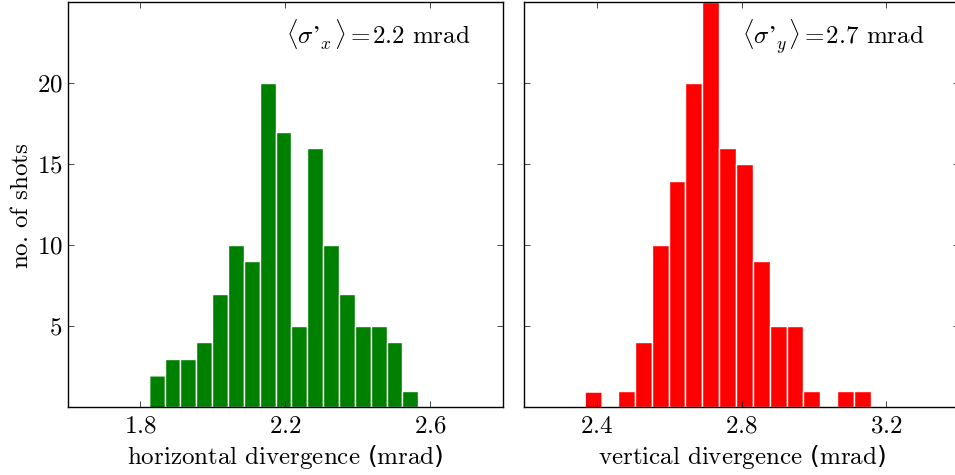 ⟨σ’ₓ⟩=2.2 mrad
⟨σ’ᵧ⟩=2.7 mrad
no. of shots
20
15
10
5
1.8 2.2 2.6
2.4 2.8 3.2
horizontal divergence (mrad)
vertical divergence (mrad)